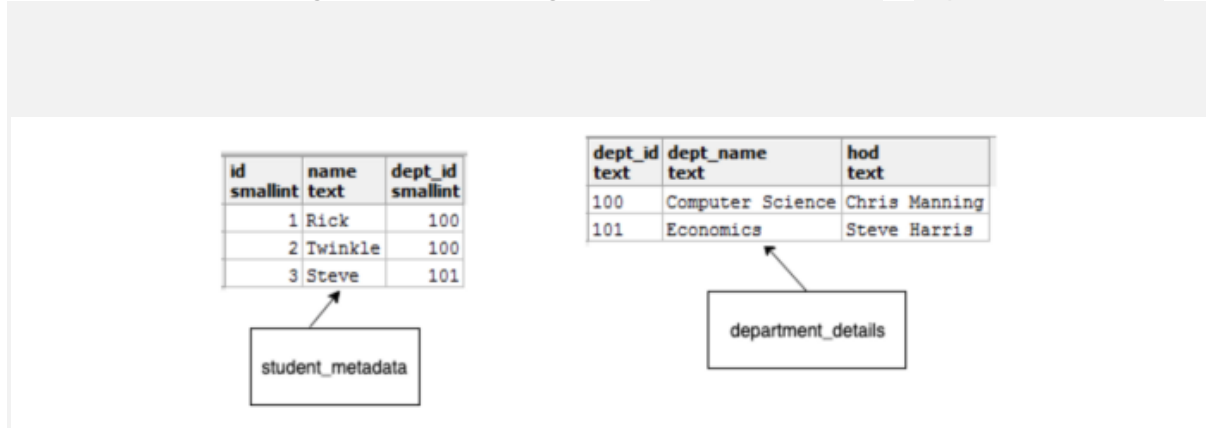 id name dept_id
smallint text smallint
1 Rick 100
2 Twinkle 100
3 Steve 101
student_metadata
dept_id dept_name hod
text text text
100 Computer Science Chris Manning
101 Economics Steve Harris
department_details